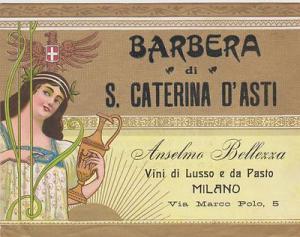 BARBERA
di
S. CATERINA D'ASTI
Anselmo Bellezza
Vini di Lusso e da Pasto
MILANO
Via Marco Polo, 5